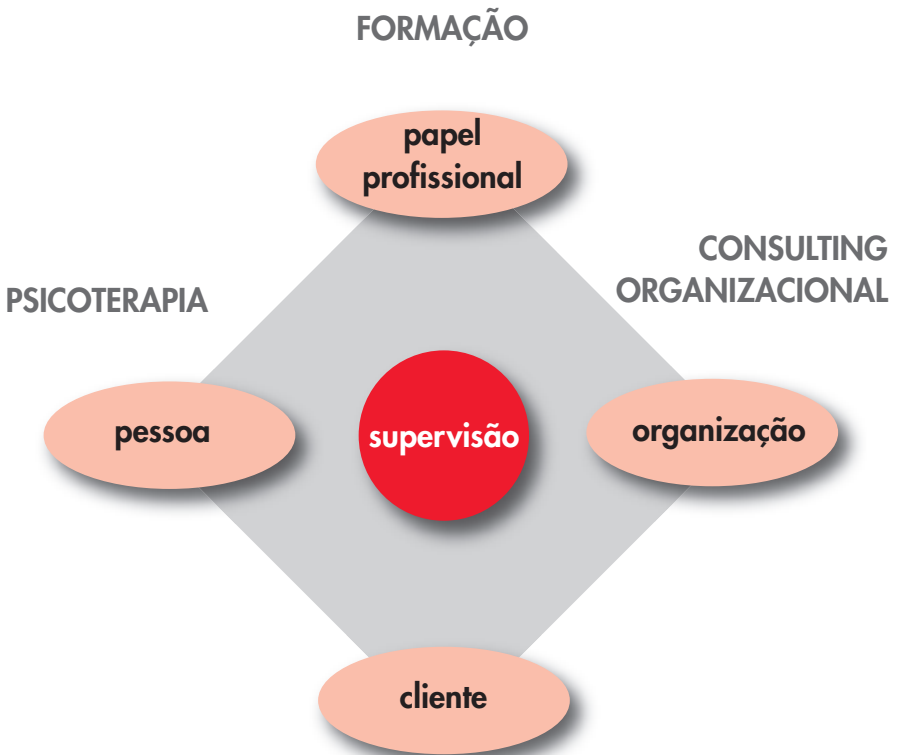 FORMAÇÃO
papel
profissional
CONSULTING
ORGANIZACIONAL
PSICOTERAPIA
pessoa
supervisão
organização
cliente